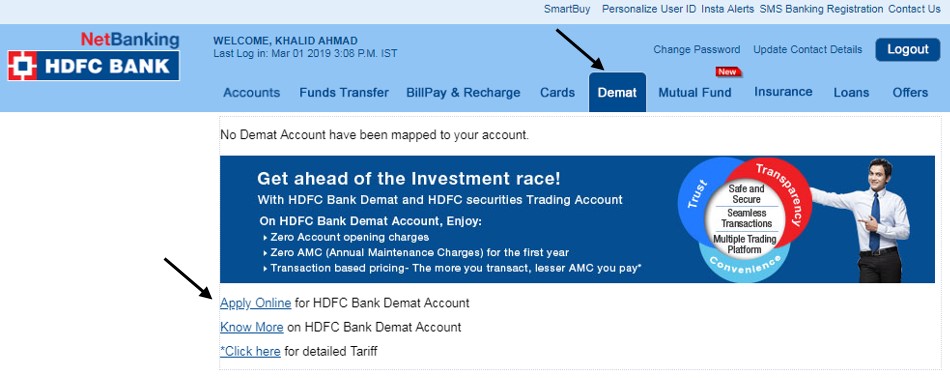 SmartBuy Personalize User ID Insta Alerts SMS Banking Registration Contact Us
NetBanking
HDFC BANK
WELCOME, KHALID AHMAD
Last Log in: Mar 01 2019 3:08 P.M. IST
Change Password Update Contact Details Logout
New
Accounts Funds Transfer BillPay & Recharge Cards Demat Mutual Fund Insurance Loans Offers
No Demat Account have been mapped to your account.
Get ahead of the Investment race!
With HDFC Bank Demat and HDFC securities Trading Account
On HDFC Bank Demat Account, Enjoy:
Zero Account opening charges
Zero AMC (Annual Maintenance Charges) for the first year
Transaction based pricing- The more you transact, lesser AMC you pay*
Trust
Transparency
Convenience
Safe and
Secure
Seamless
Transactions
Multiple Trading
Platform
Apply Online for HDFC Bank Demat Account
Know More on HDFC Bank Demat Account
*Click here for detailed Tariff